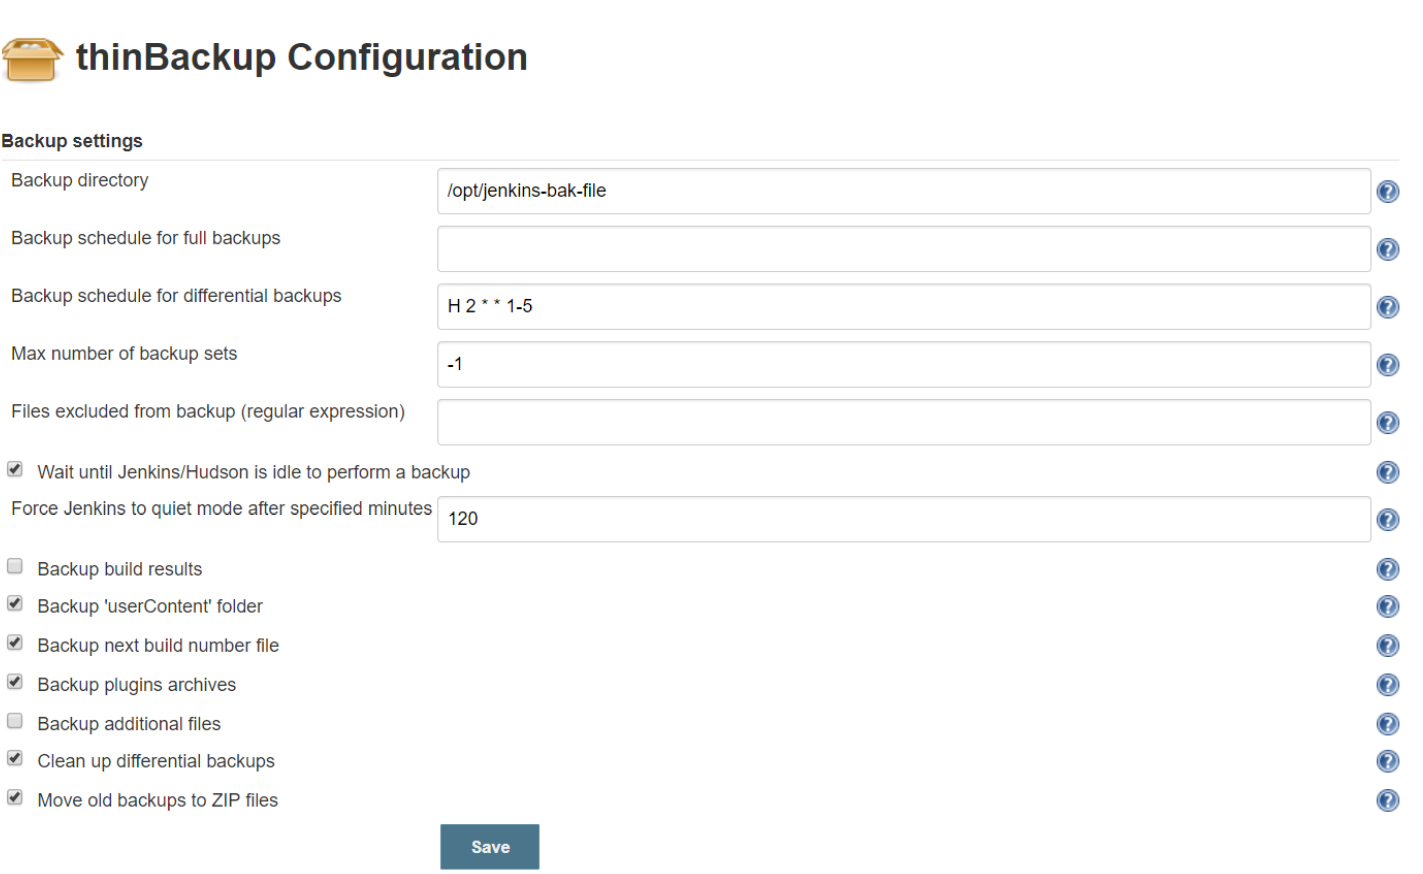 thinBackup Configuration
Backup settings
Backup directory
/opt/jenkins-bak-file
Backup schedule for full backups
Backup schedule for differential backups
H 2 * * 1-5
Max number of backup sets
-1
Files excluded from backup (regular expression)
Wait until Jenkins/Hudson is idle to perform a backup
Force Jenkins to quiet mode after specified minutes
120
Backup build results
Backup 'userContent' folder
Backup next build number file
Backup plugins archives
Backup additional files
Clean up differential backups
Move old backups to ZIP files
Save